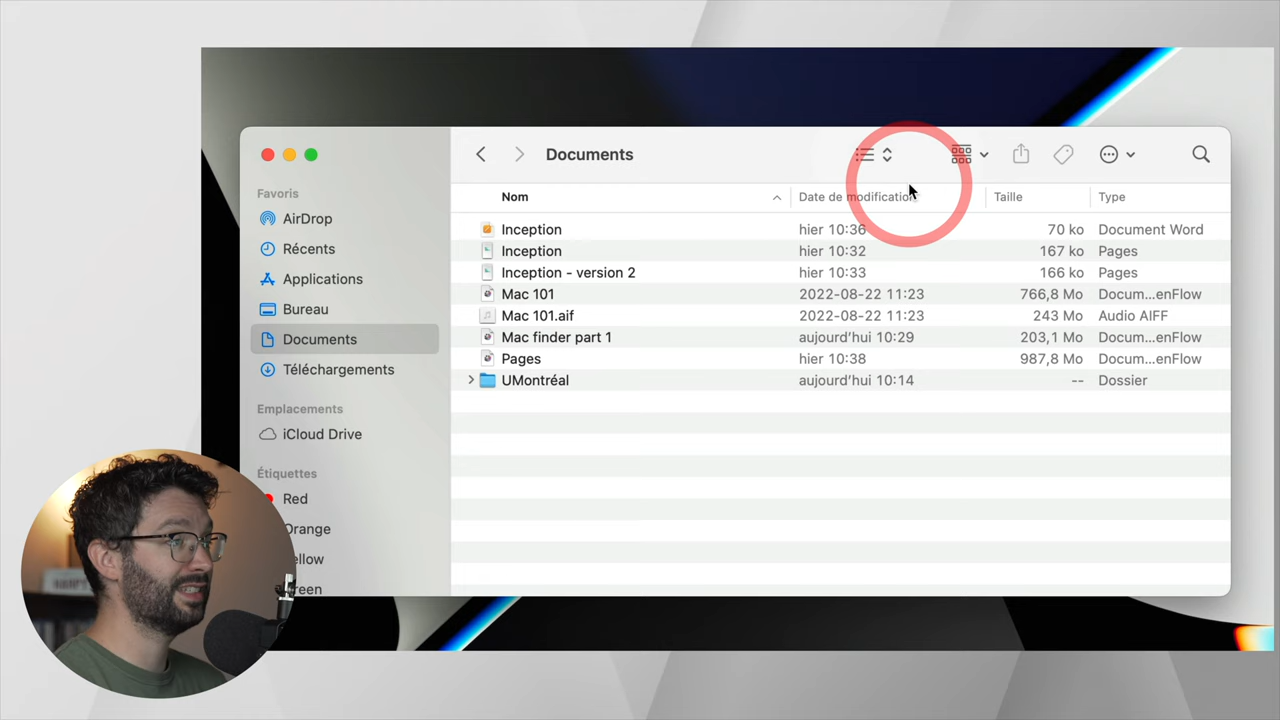 Documents
Favoris
AirDrop
Récents
Applications
Bureau
Documents
Téléchargements
Emplacements
iCloud Drive
Étiquettes
Red
Orange
ellow
reen
Nom Date de modification Taille Type
Inception hier 10:36 70 ko Document Word
Inception hier 10:32 167 ko Pages
Inception - version 2 hier 10:33 166 ko Pages
Mac 101 2022-08-22 11:23 766,8 Mo Docum...enFlow
Mac 101.aif 2022-08-22 11:23 243 Mo Audio AIFF
Mac finder part 1 aujourd’hui 10:29 203,1 Mo Docum...enFlow
Pages hier 10:38 987,8 Mo Docum...enFlow
UMontréal aujourd’hui 10:14 -- Dossier